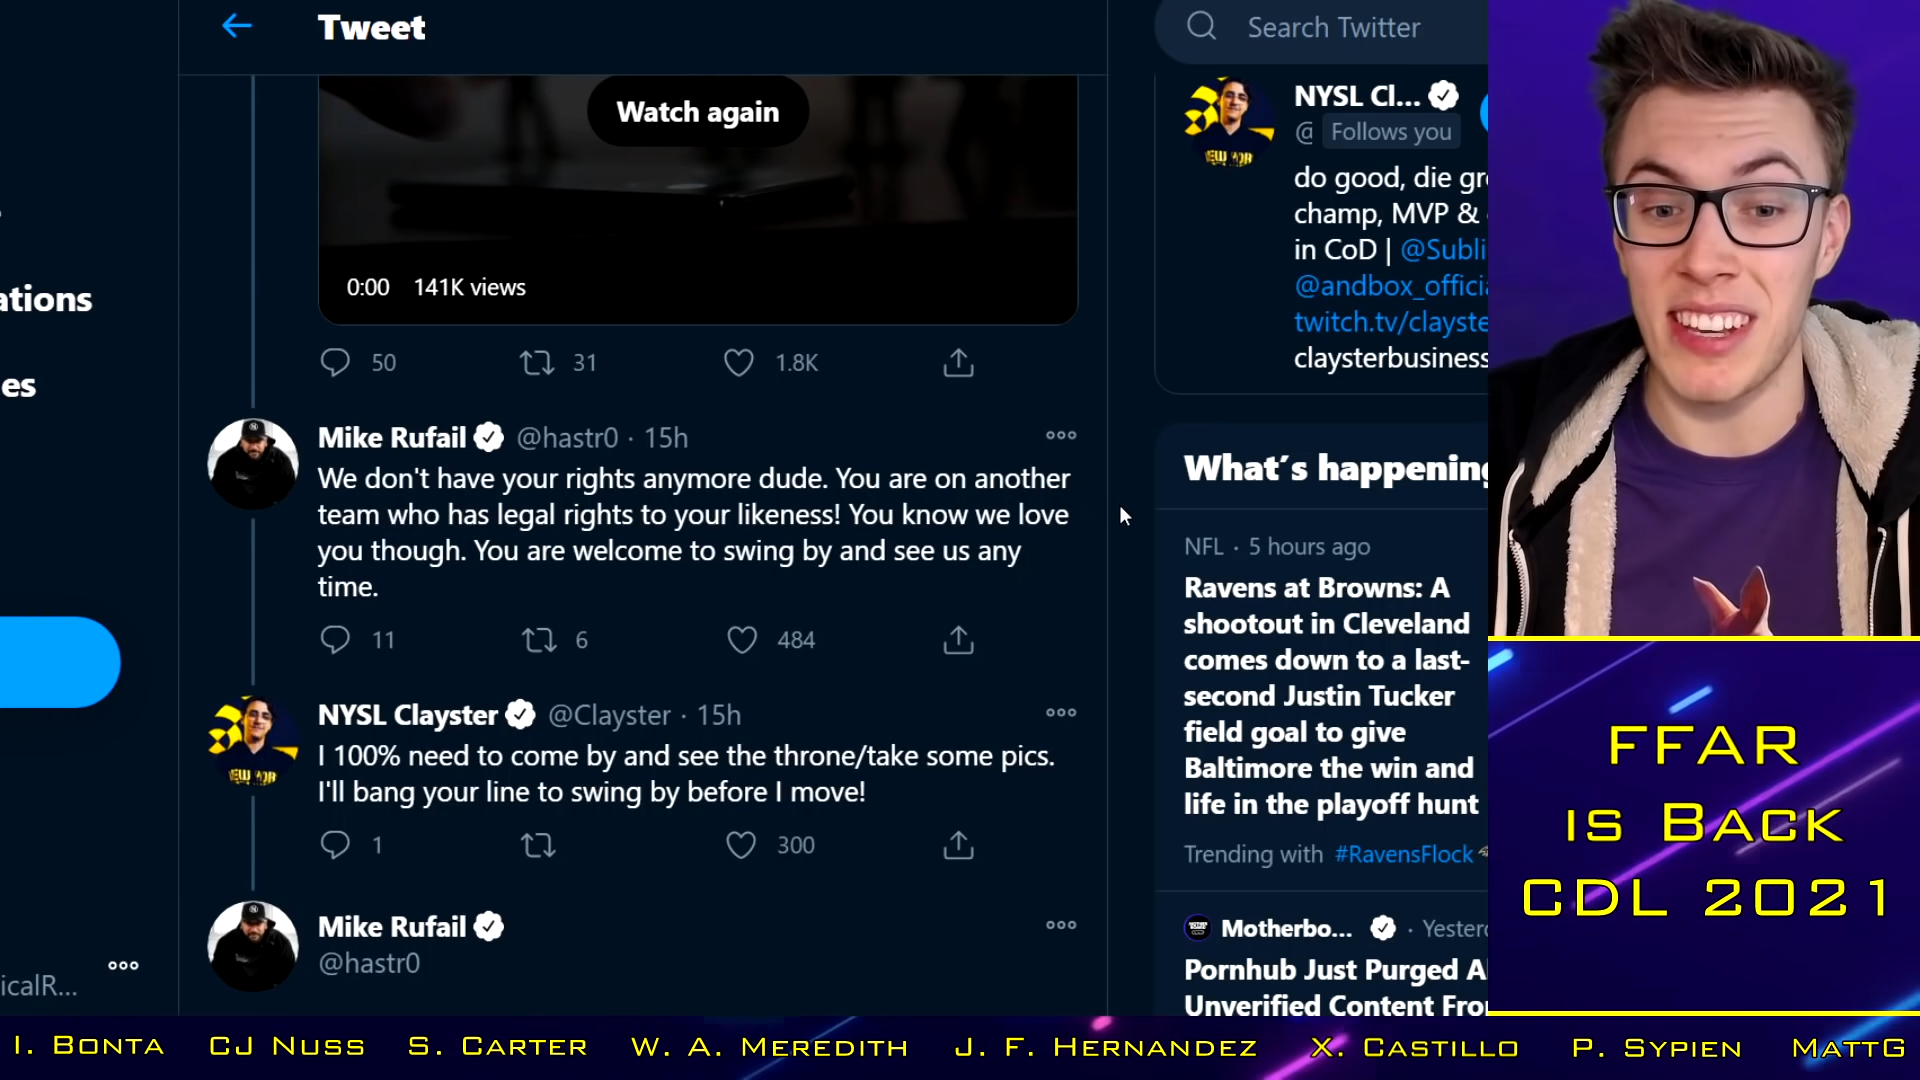 Tweet
Search Twitter
Watch again
0:00 141K views
50 31 1.8K
Mike Rufail @hastr0 · 15h
We don't have your rights anymore dude. You are on another
team who has legal rights to your likeness! You know we love
you though. You are welcome to swing by and see us any
time.
11 6 484
NYSL Clayster @Clayster · 15h
I 100% need to come by and see the throne/take some pics.
I'll bang your line to swing by before I move!
1 300
Mike Rufail
@hastr0
ations
es
icalR...
NYSL Cl...
@ Follows you
do good, die gr
champ, MVP &
in CoD | @Subli
@andbox_offici
twitch.tv/clayste
claysterbusiness
What's happening
NFL · 5 hours ago
Ravens at Browns: A
shootout in Cleveland
comes down to a last-
second Justin Tucker
field goal to give
Baltimore the win and
life in the playoff hunt
Trending with #RavensFlock
Motherbo... · Yester
Pornhub Just Purged A
Unverified Content Fro
FFAR
is Back
CDL 2021
I. Bonta CJ Nuss S. Carter W. A. Meredith J. F. Hernandez X. Castillo P. Sypien MattG